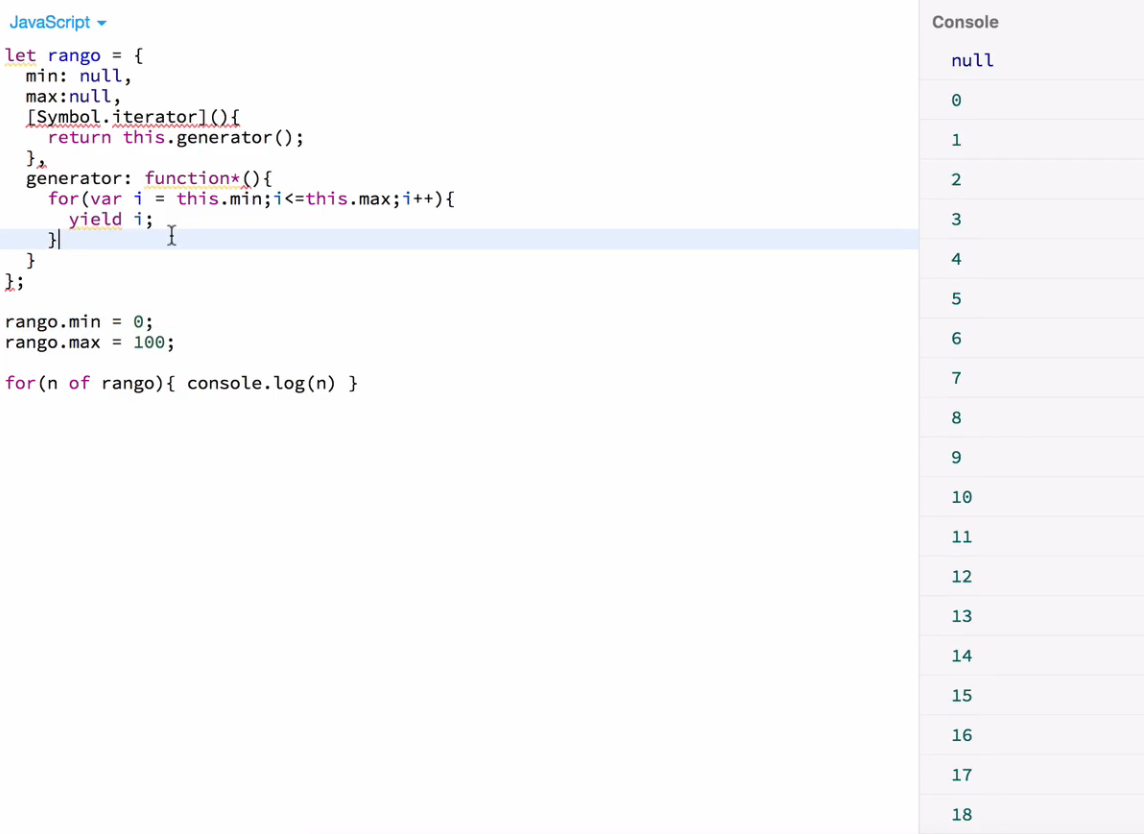 JavaScript
let rango = {
  min: null,
  max:null,
  [Symbol.iterator](){
    return this.generator();
  },
  generator: function*(){
    for(var i = this.min;i<=this.max;i++){
      yield i;
    }
  }
};

rango.min = 0;
rango.max = 100;

for(n of rango){ console.log(n) }
Console
null
0
1
2
3
4
5
6
7
8
9
10
11
12
13
14
15
16
17
18